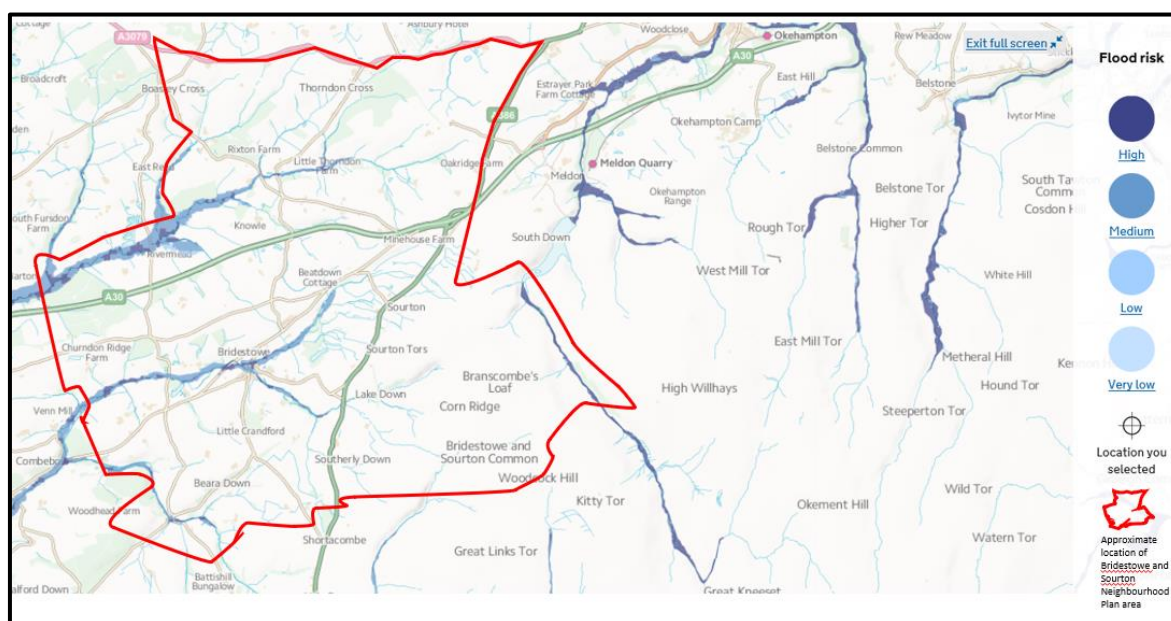 Cottage
A3079
Ashbury Hotel
Woodclose
Okehampton
Exit full screen
Rew Meadow
Flood risk
A30
Broadcroft
Boasley Cross
Thorndon Cross
Estrayer Park
Farm Cottage
East Hill
Belstone
A386
Okehampton Camp
Ivytor Mine
Rixton Farm
Little Thorndon
Farm
Oakridge Farm
Meldon Quarry
Belstone Common
High
Meldon
Okehampton
Range
Belstone Tor
Cosdon Hill
South Fursdon
Farm
Knowle
Minehouse Farm
South Down
Rough Tor
Higher Tor
Medium
Rivermead
West Mill Tor
White Hill
A30
Beatdown
Cottage
Sourton
Low
Churndon Ridge
Farm
Bridestowe
Sourton Tors
East Mill Tor
Metheral Hill
Branscombe's
Loaf
High Willhays
Hound Tor
Very low
Venn Mill
Lake Down
Corn Ridge
Steeperton Tor
Little Crandford
Bridestowe and
Sourton Common
Location you
selected
Southerly Down
Woodcock Hill
Beara Down
Kitty Tor
Okement Hill
Wild Tor
Woodhead Farm
Watern Tor
Shortacombe
Great Links Tor
Approximate
location of
Bridestowe and
Sourton
Neighbourhood
Plan area
Battishill
Bungalow
Great Kneeset